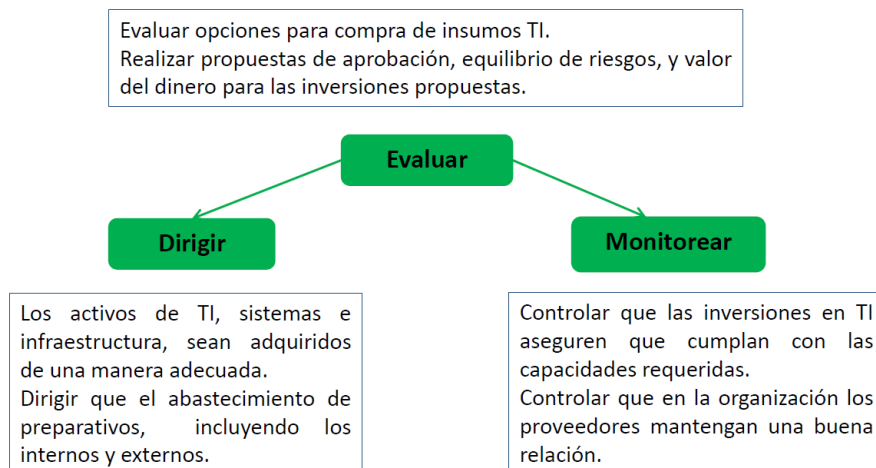 Evaluar opciones para compra de insumos TI.
Realizar propuestas de aprobación, equilibrio de riesgos, y valor
del dinero para las inversiones propuestas.
Evaluar
Dirigir
Monitorear
Los activos de TI, sistemas e
infraestructura, sean adquiridos
de una manera adecuada.
Dirigir que el abastecimiento de
preparativos, incluyendo los
internos y externos.
Controlar que las inversiones en TI
aseguren que cumplan con las
capacidades requeridas.
Controlar que en la organización los
proveedores mantengan una buena
relación.